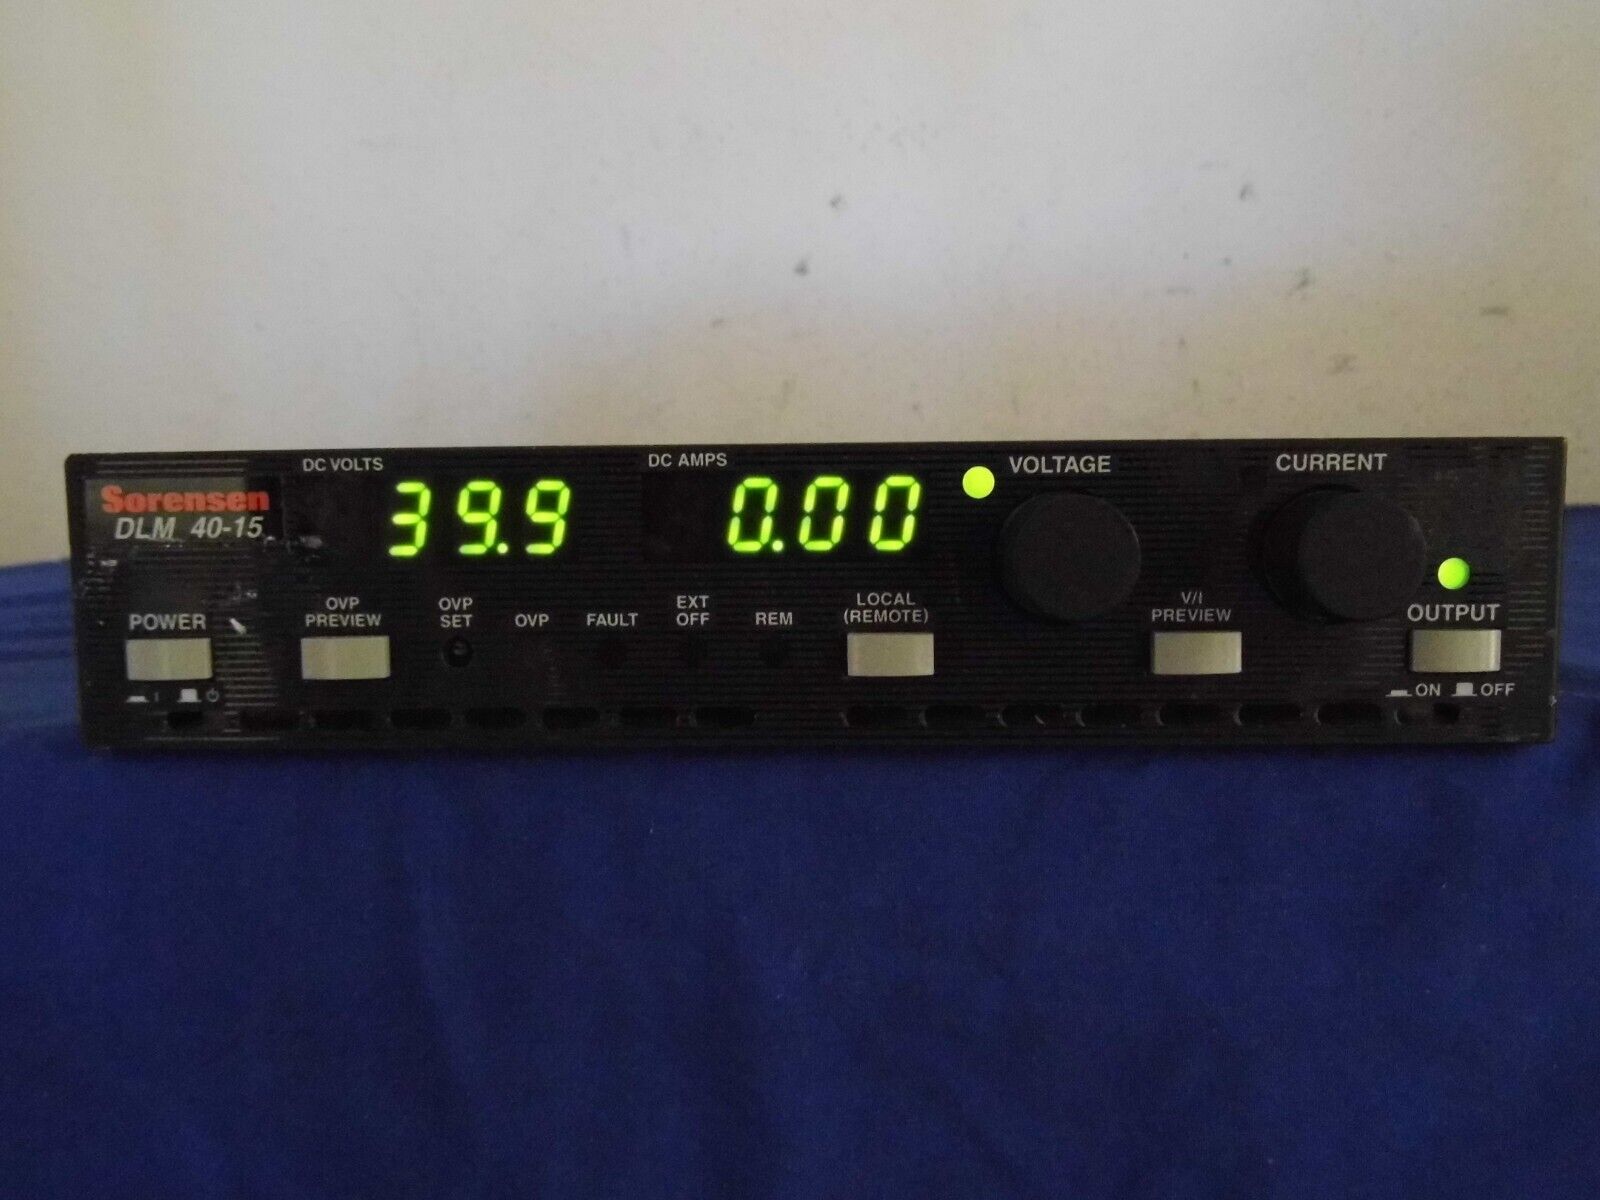 DC VOLTS
DC AMPS
VOLTAGE
CURRENT
Sorensen
DLM 40-15
39.9
0.00
POWER
OVP
PREVIEW
OVP
SET
OVP
FAULT
EXT
OFF
REM
LOCAL
(REMOTE)
V/I
PREVIEW
OUTPUT
I
ON
OFF